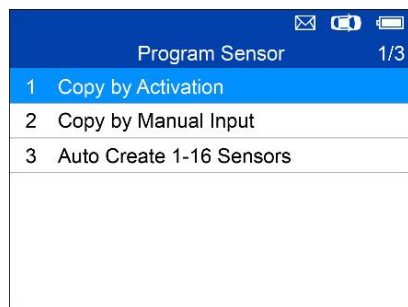 Program Sensor 1/3
1 Copy by Activation
2 Copy by Manual Input
3 Auto Create 1-16 Sensors